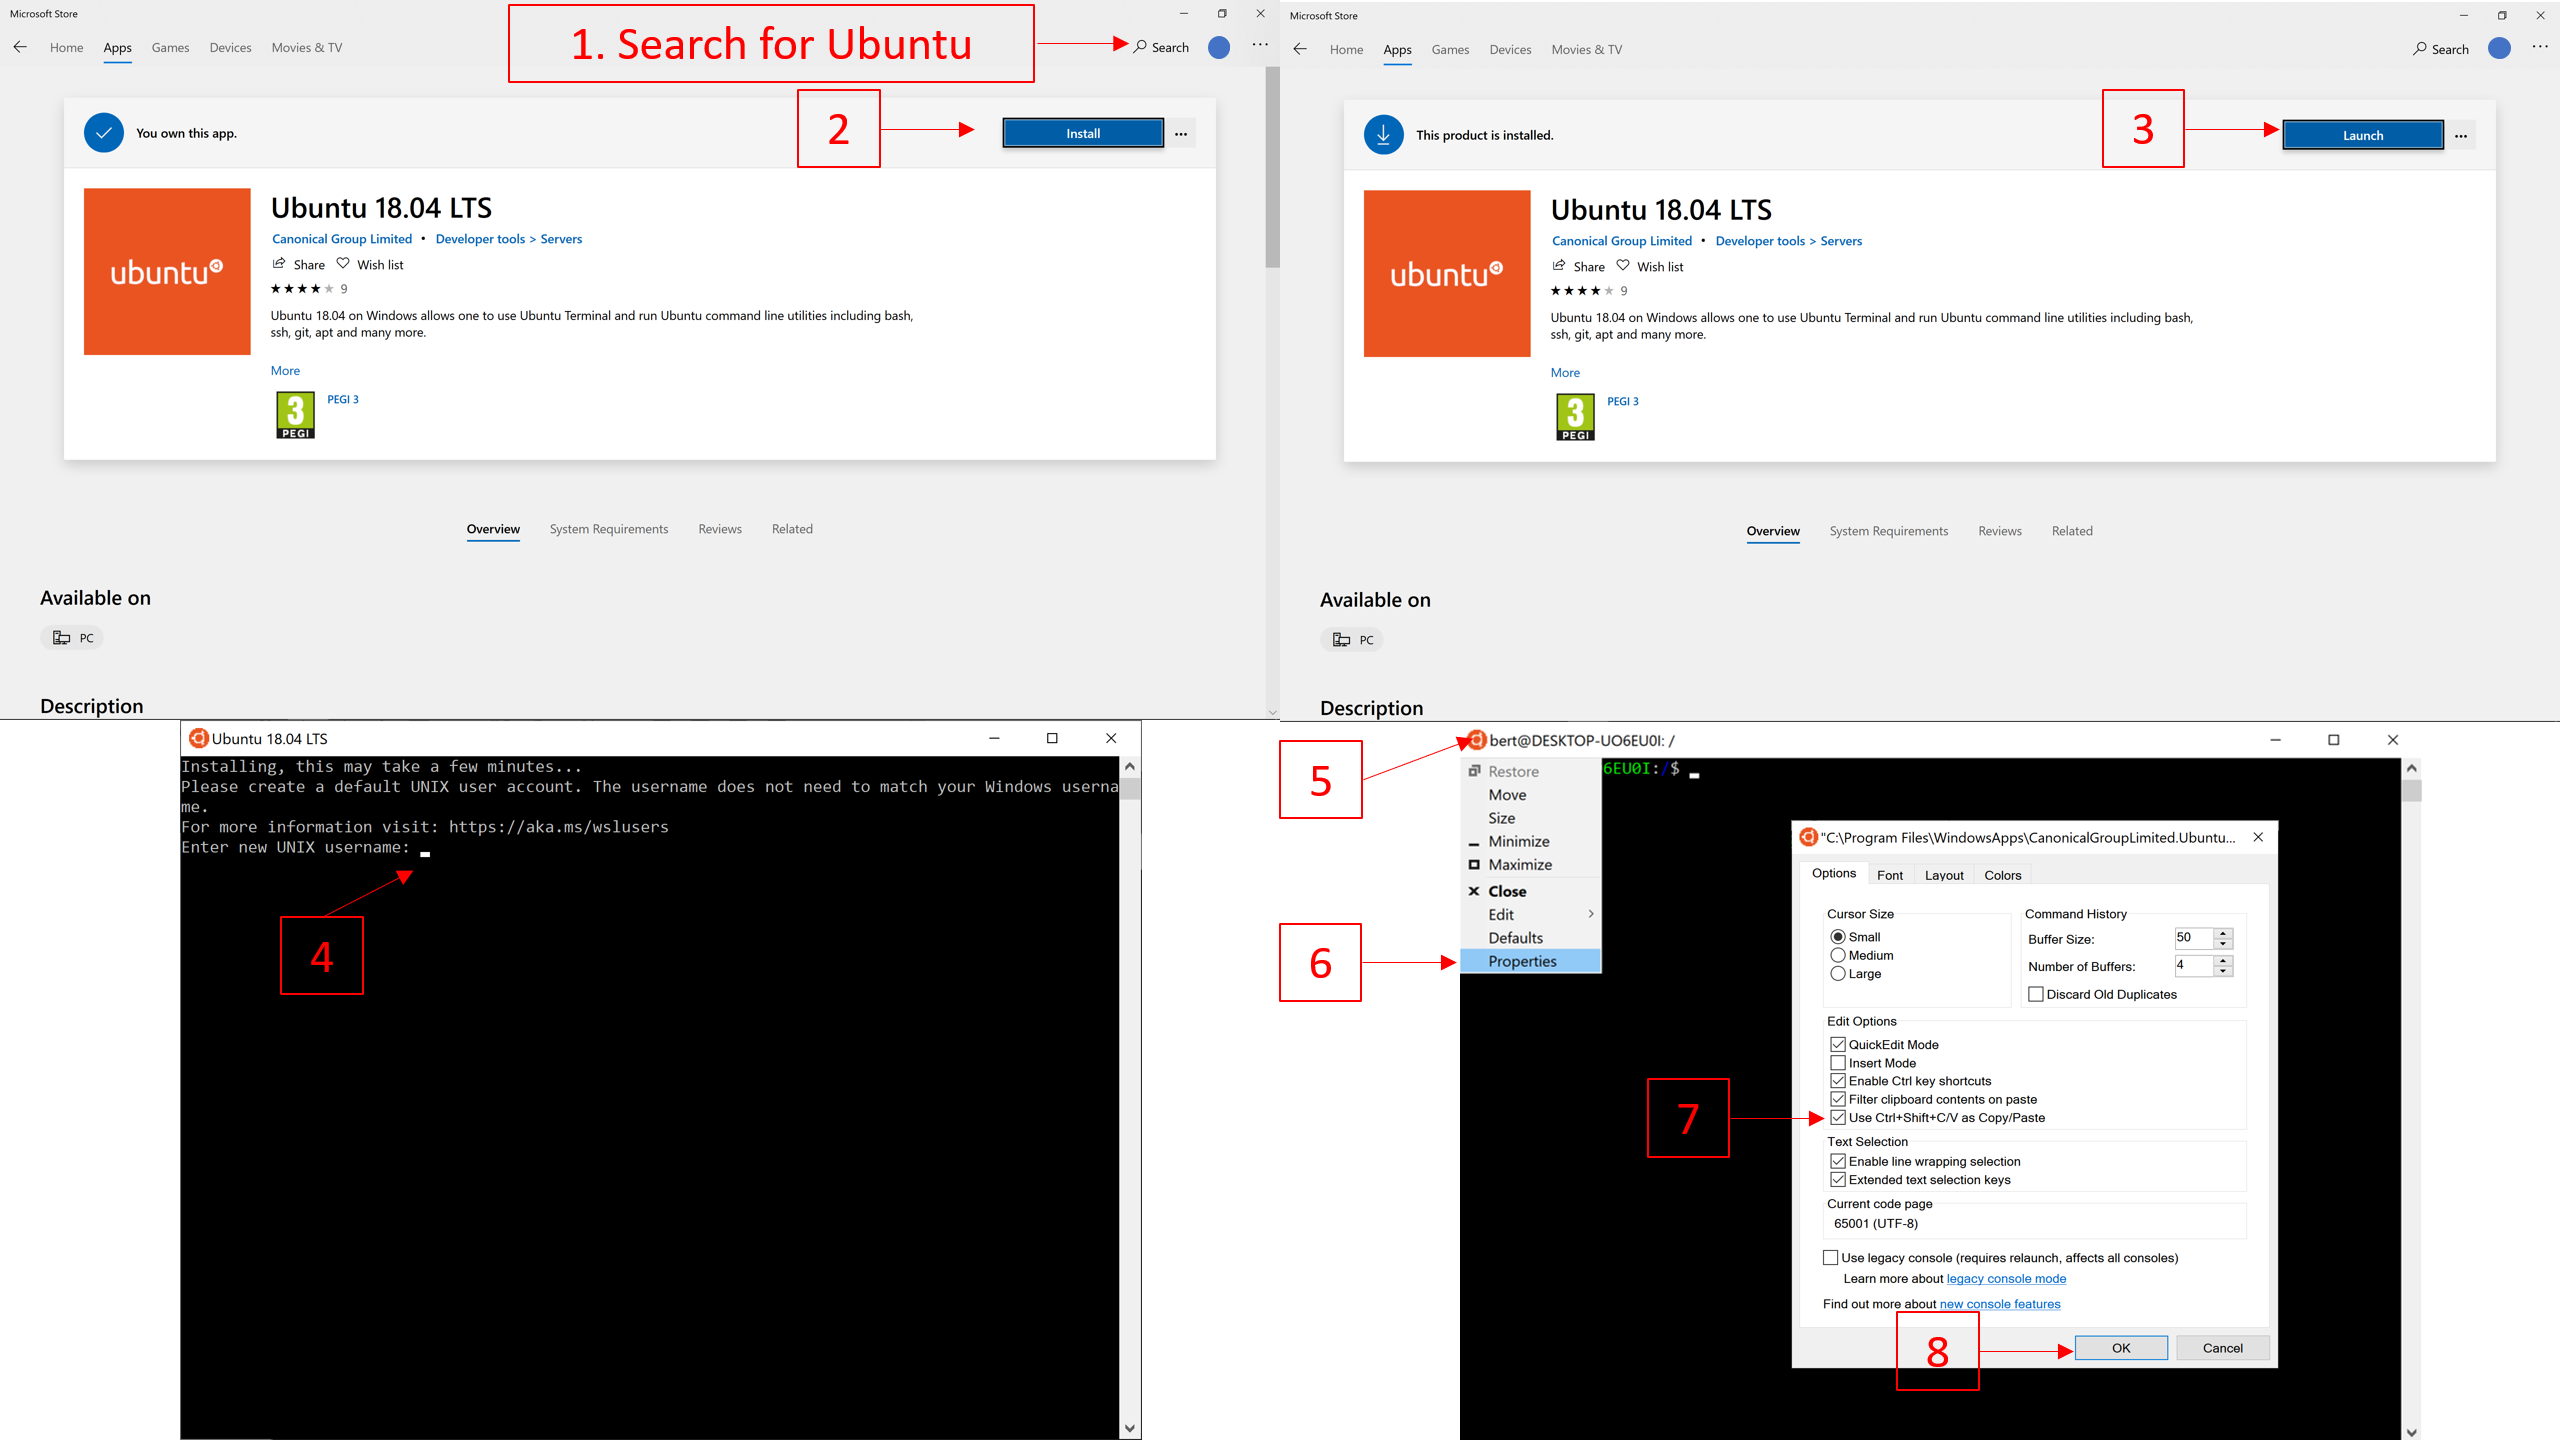 Microsoft Store
Home Apps Games Devices Movies & TV
1. Search for Ubuntu
Search
You own this app.
2
Install
ubuntu
Ubuntu 18.04 LTS
Canonical Group Limited • Developer tools > Servers
Share Wish list
9
Ubuntu 18.04 on Windows allows one to use Ubuntu Terminal and run Ubuntu command line utilities including bash,
ssh, git, apt and many more.
More
3
PEGI
PEGI 3
Overview System Requirements Reviews Related
Available on
PC
Description
Microsoft Store
Home Apps Games Devices Movies & TV
Search
This product is installed.
3
Launch
ubuntu
Ubuntu 18.04 LTS
Canonical Group Limited • Developer tools > Servers
Share Wish list
9
Ubuntu 18.04 on Windows allows one to use Ubuntu Terminal and run Ubuntu command line utilities including bash,
ssh, git, apt and many more.
More
3
PEGI
PEGI 3
Overview System Requirements Reviews Related
Available on
PC
Description
Ubuntu 18.04 LTS
Installing, this may take a few minutes...
Please create a default UNIX user account. The username does not need to match your Windows userna
me.
For more information visit: https://aka.ms/wslusers
Enter new UNIX username:
4
5
bert@DESKTOP-UO6EU0I: /
6EU0I:/$
Restore
Move
Size
Minimize
Maximize
Close
Edit
Defaults
6
Properties
"C:\Program Files\WindowsApps\CanonicalGroupLimited.Ubuntu...
Options Font Layout Colors
Cursor Size
Small
Medium
Large
Command History
Buffer Size: 50
Number of Buffers: 4
Discard Old Duplicates
Edit Options
QuickEdit Mode
Insert Mode
Enable Ctrl key shortcuts
Filter clipboard contents on paste
7
Use Ctrl+Shift+C/V as Copy/Paste
Text Selection
Enable line wrapping selection
Extended text selection keys
Current code page
65001 (UTF-8)
Use legacy console (requires relaunch, affects all consoles)
Learn more about legacy console mode
Find out more about new console features
8
OK Cancel